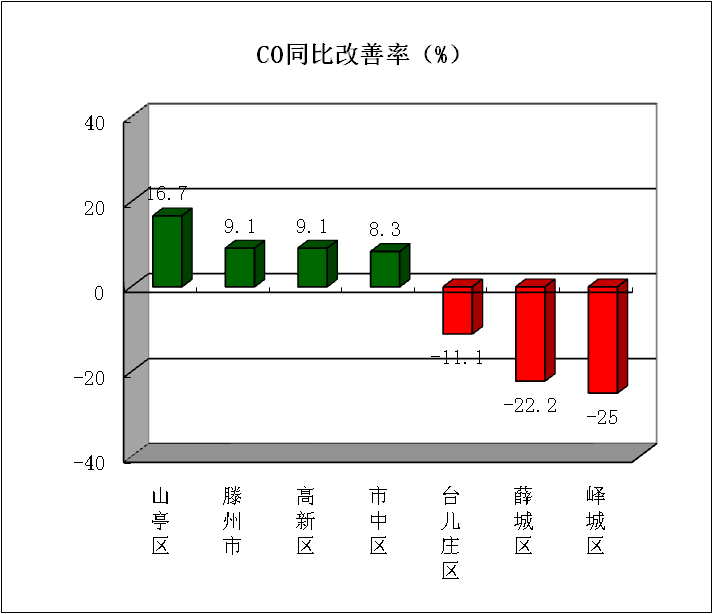 CO同比改善率（%）
40
20
0
-20
-40
16.7
9.1
9.1
8.3
-11.1
-22.2
-25
山亭区
滕州市
高新区
市中区
台儿庄区
薛城区
峄城区